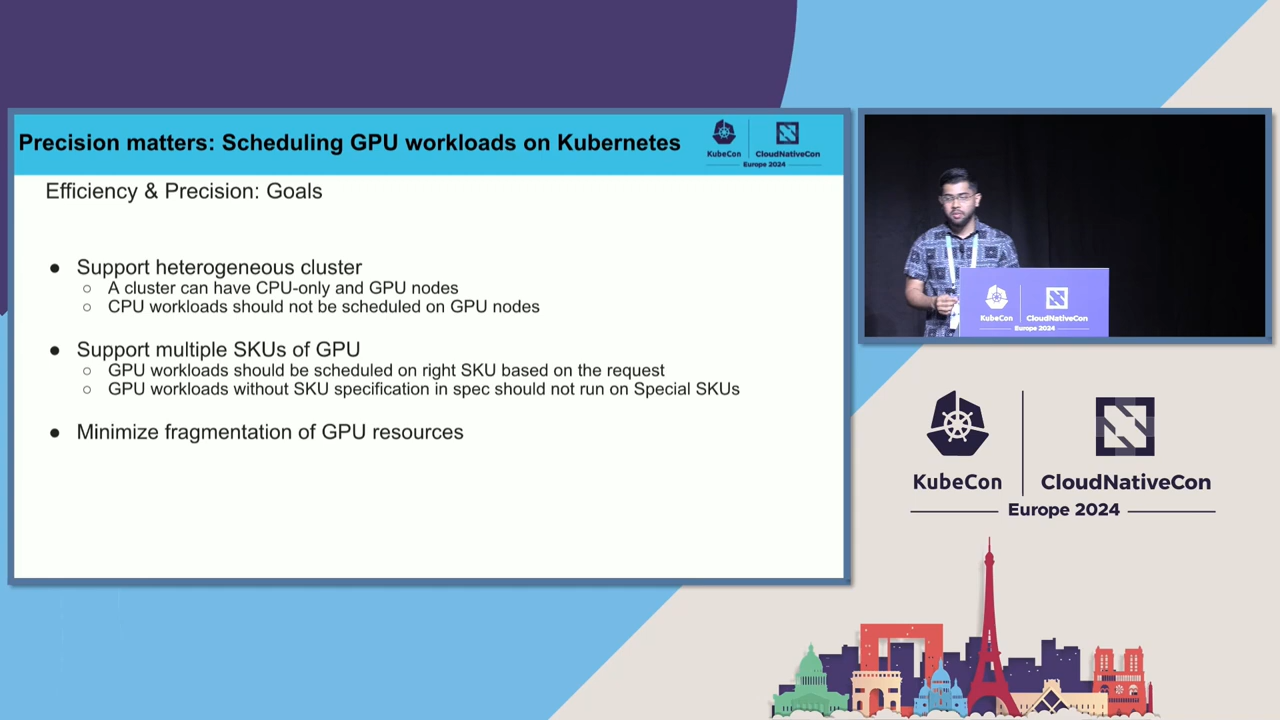 Precision matters: Scheduling GPU workloads on Kubernetes
KubeCon
CloudNativeCon
Europe 2024
Efficiency & Precision: Goals
● Support heterogeneous cluster
○ A cluster can have CPU-only and GPU nodes
○ CPU workloads should not be scheduled on GPU nodes
● Support multiple SKUs of GPU
○ GPU workloads should be scheduled on right SKU based on the request
○ GPU workloads without SKU specification in spec should not run on Special SKUs
● Minimize fragmentation of GPU resources
KubeCon
CloudNativeCon
Europe 2024
KubeCon
CloudNativeCon
Europe 2024